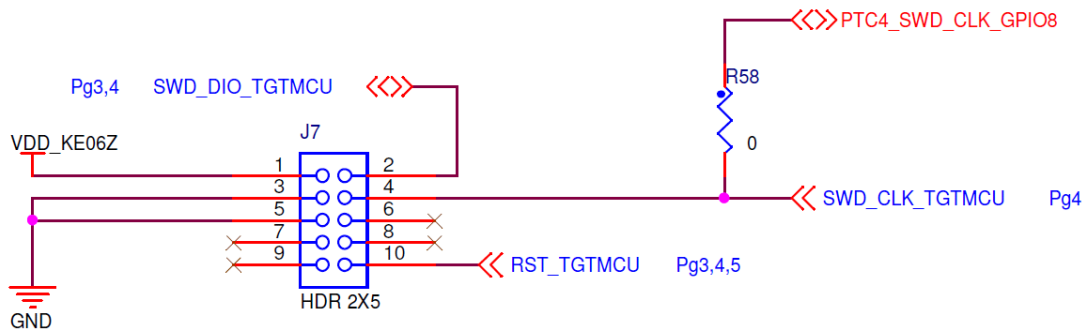 PTC4_SWD_CLK_GPIO8
R58
0
Pg3,4 SWD_DIO_TGTMCU
J7
VDD_KE06Z
1 2
3 4
5 6
7 8
9 10
SWD_CLK_TGTMCU Pg4
RST_TGTMCU Pg3,4,5
HDR 2X5
GND